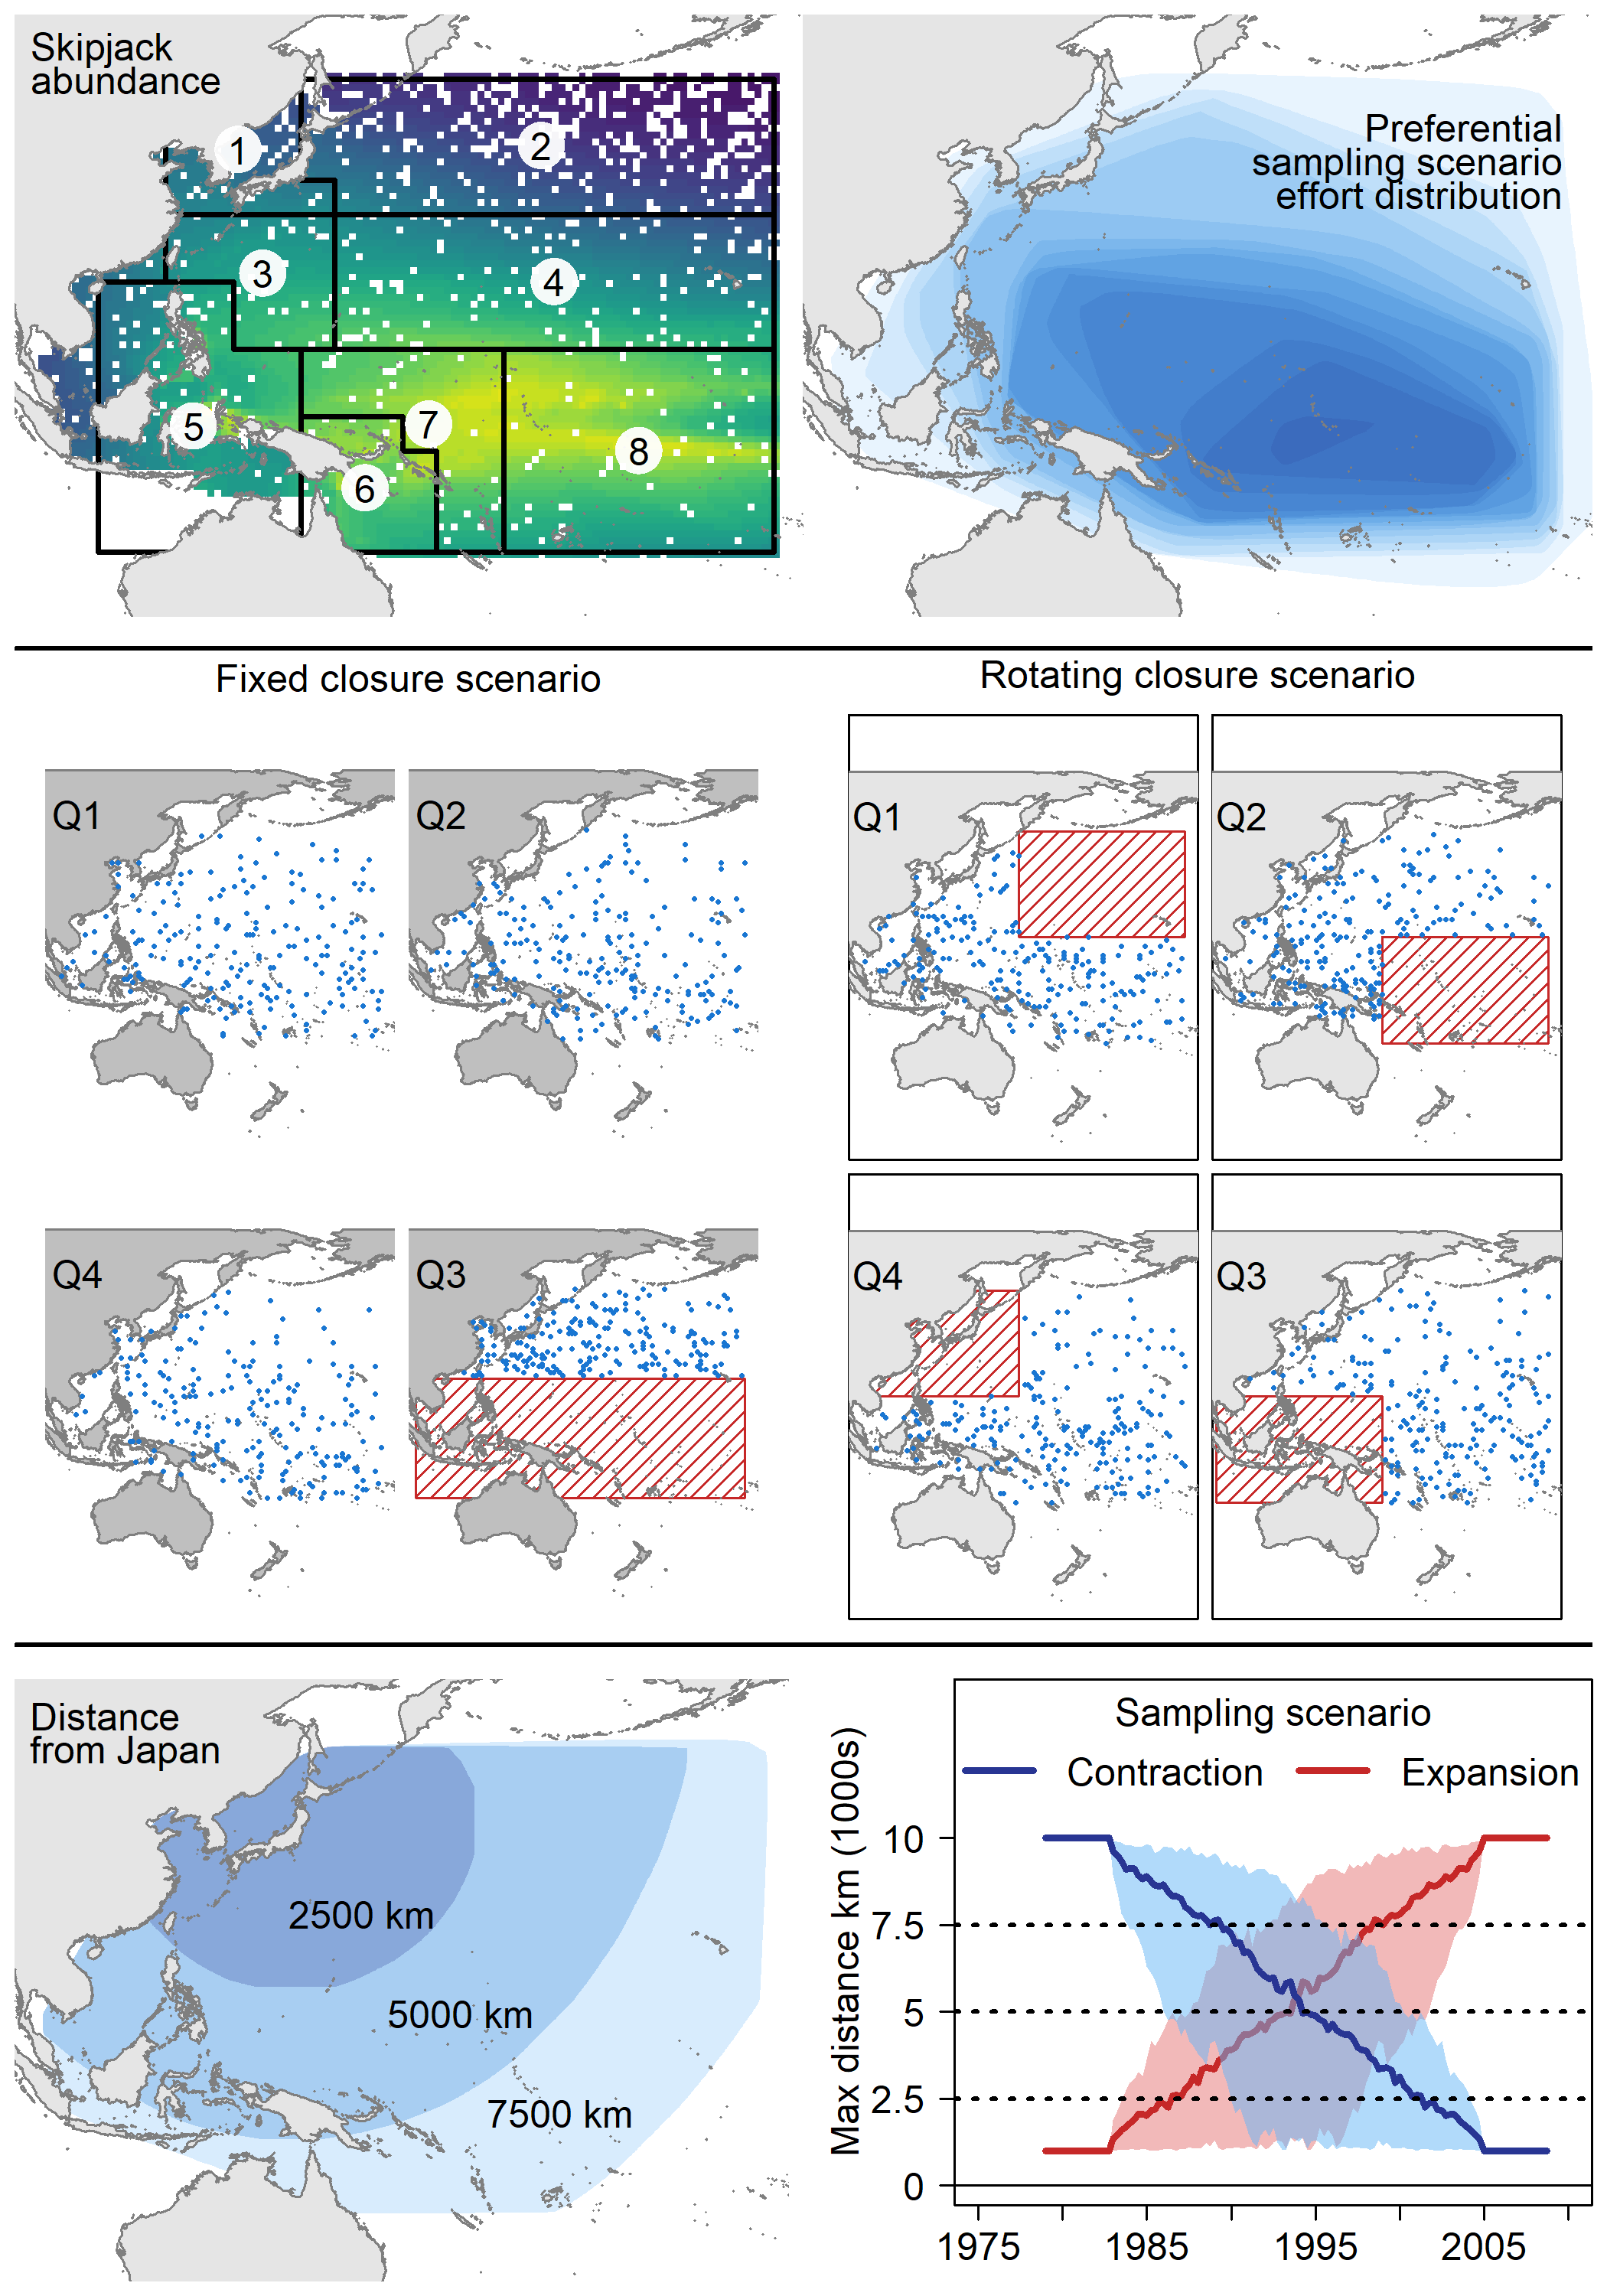 Skipjack
abundance
1
2
3
4
5
6
7
8
Preferential
sampling scenario
effort distribution
Fixed closure scenario
Rotating closure scenario
Q1
Q2
Q4
Q3
Q1
Q2
Q4
Q3
Distance
from Japan
2500 km
5000 km
7500 km
Sampling scenario
Contraction
Expansion
Max distance km (1000s)
10
7.5
5
2.5
0
1975
1985
1995
2005